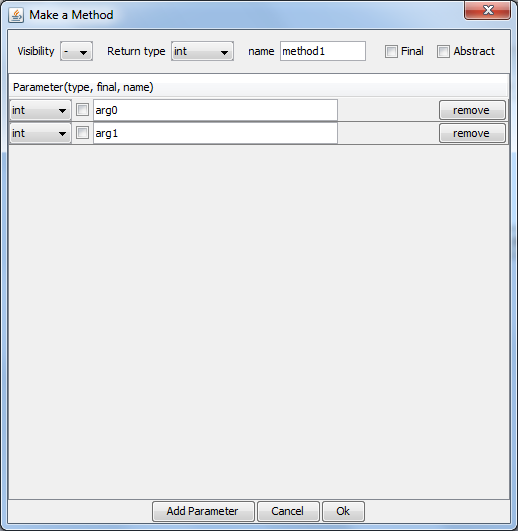 Make a Method
Visibility - Return type int name method1 Final Abstract
Parameter(type, final, name)
int arg0 remove
int arg1 remove
Add Parameter Cancel Ok